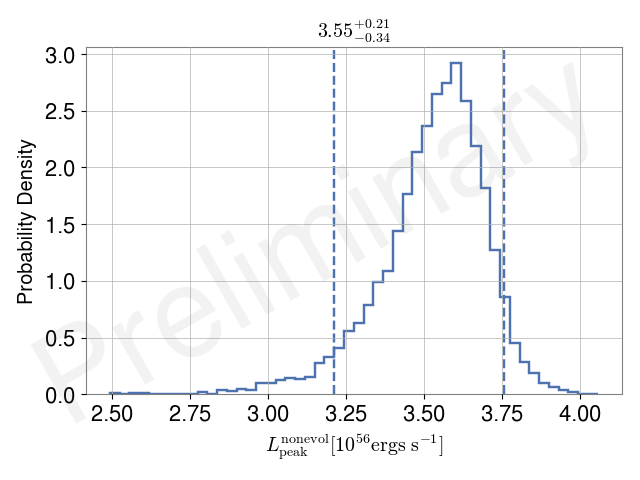 3.55^{+0.21}_{-0.34}
3.0
2.5
2.0
1.5
1.0
0.5
0.0
Probability Density
Preliminary
2.50 2.75 3.00 3.25 3.50 3.75 4.00
L^{nonevol}_{peak}[10^{56}ergs s^{-1}]